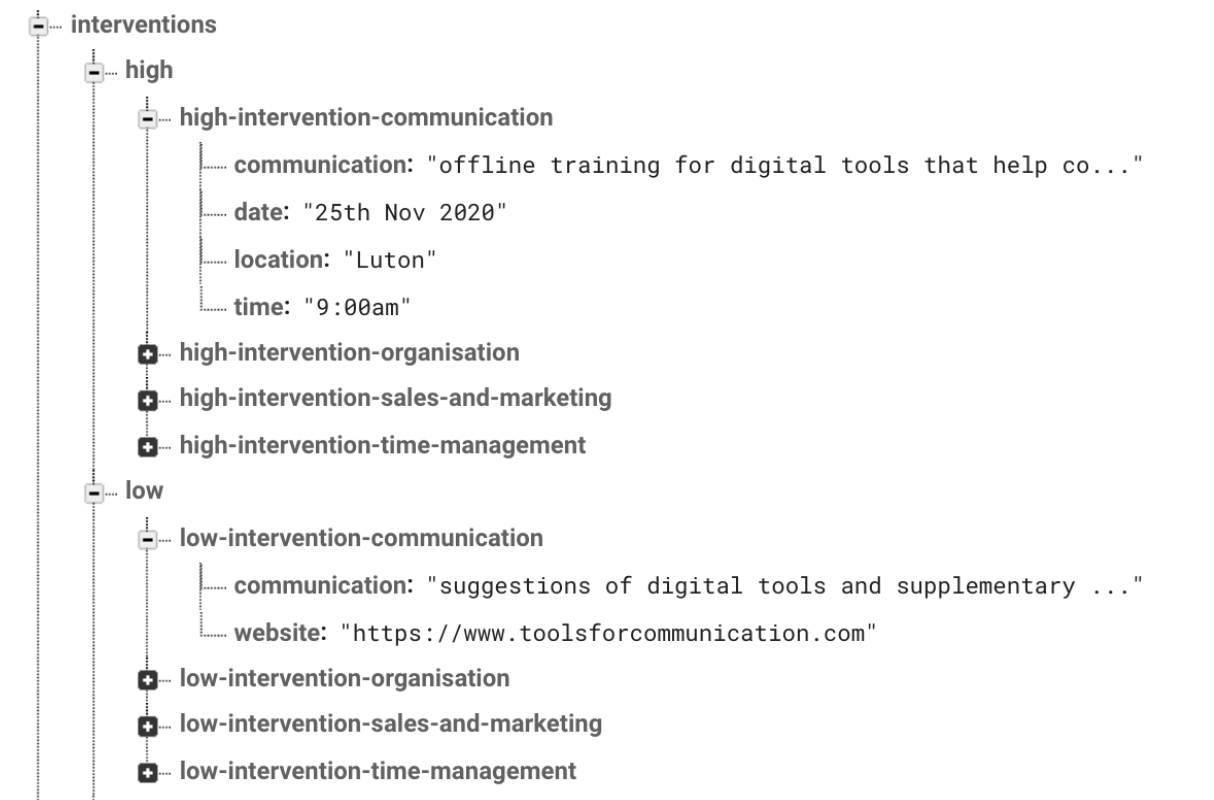 interventions
high
high-intervention-communication
communication: "offline training for digital tools that help co..."
date: "25th Nov 2020"
location: "Luton"
time: "9:00am"
high-intervention-organisation
high-intervention-sales-and-marketing
high-intervention-time-management
low
low-intervention-communication
communication: "suggestions of digital tools and supplementary ..."
website: "https://www.toolsforcommunication.com"
low-intervention-organisation
low-intervention-sales-and-marketing
low-intervention-time-management